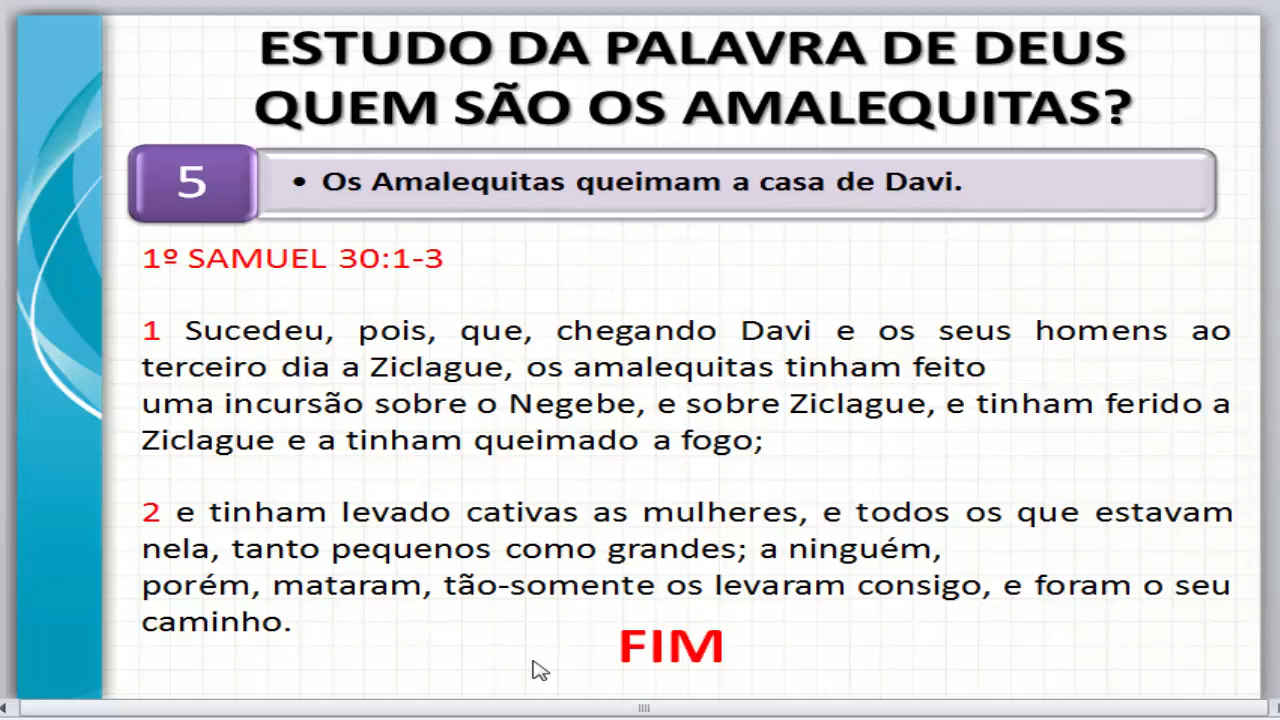 ESTUDO DA PALAVRA DE DEUS
QUEM SÃO OS AMALEQUITAS?
5
• Os Amalequitas queimam a casa de Davi.
1º SAMUEL 30:1-3
1 Sucedeu, pois, que, chegando Davi e os seus homens ao
terceiro dia a Ziclague, os amalequitas tinham feito
uma incursão sobre o Negebe, e sobre Ziclague, e tinham ferido a
Ziclague e a tinham queimado a fogo;
2 e tinham levado cativas as mulheres, e todos os que estavam
nela, tanto pequenos como grandes; a ninguém,
porém, mataram, tão-somente os levaram consigo, e foram o seu
caminho.
FIM